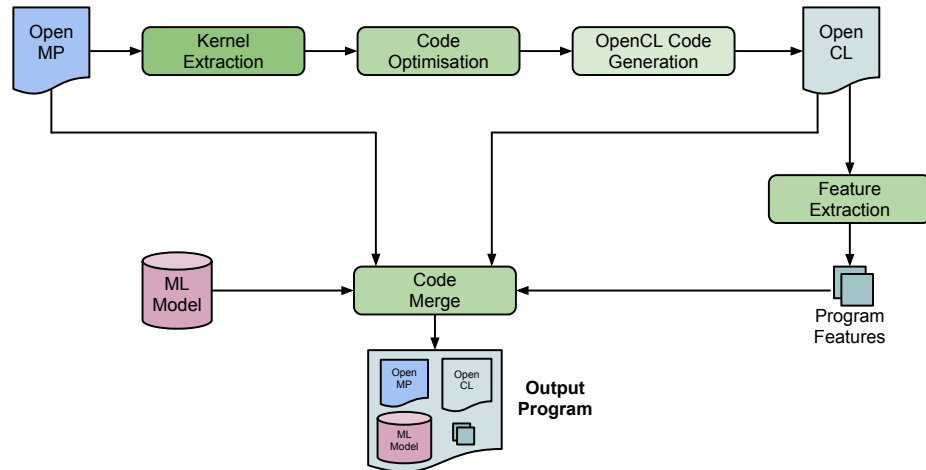 Open
MP
Kernel
Extraction
Code
Optimisation
OpenCL Code
Generation
Open
CL
Feature
Extraction
ML
Model
Code
Merge
Program
Features
Open
MP
Open
CL
ML
Model
Output
Program